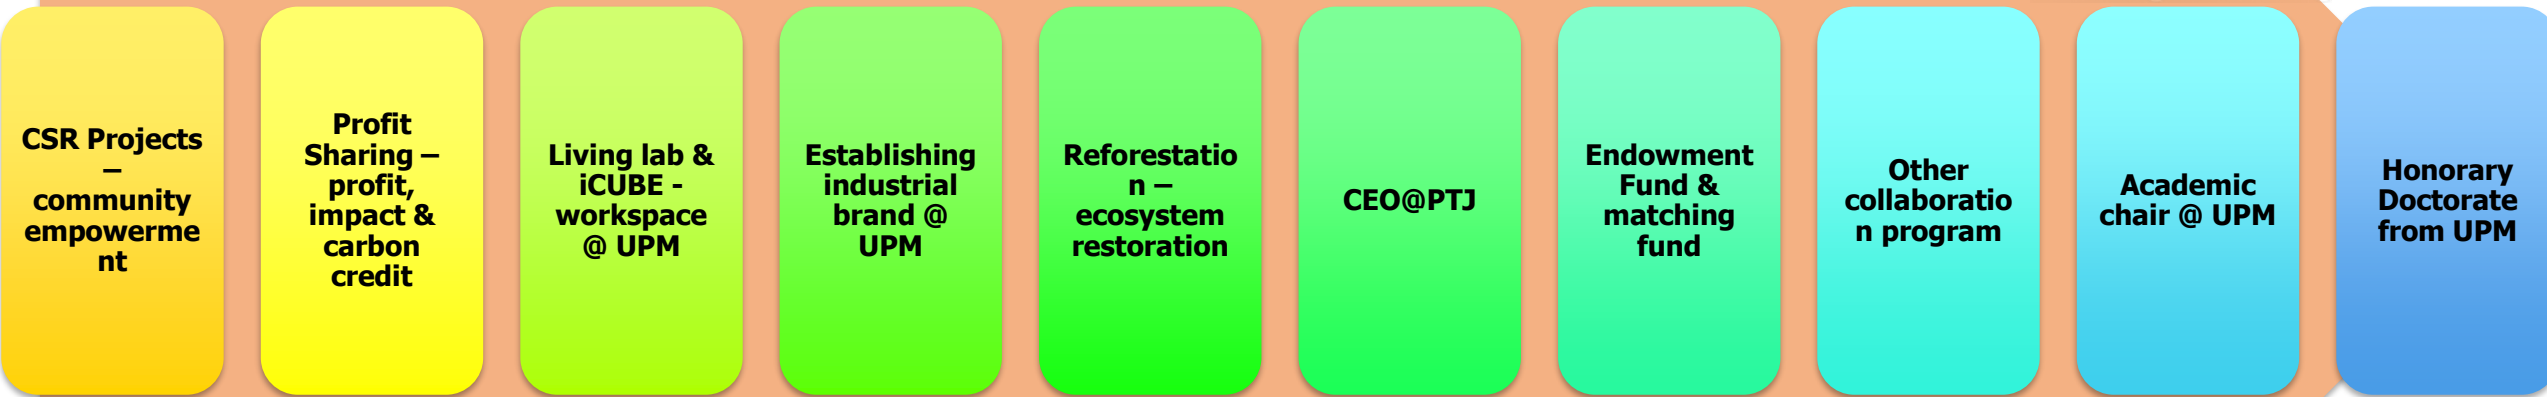 CSR Projects
–
community
empowerme
nt
Profit
Sharing –
profit,
impact &
carbon
credit
Living lab &
iCUBE -
workspace
@ UPM
Establishing
industrial
brand @
UPM
Reforestatio
n –
ecosystem
restoration
CEO@PTJ
Endowment
Fund &
matching
fund
Other
collaboratio
n program
Academic
chair @ UPM
Honorary
Doctorate
from UPM